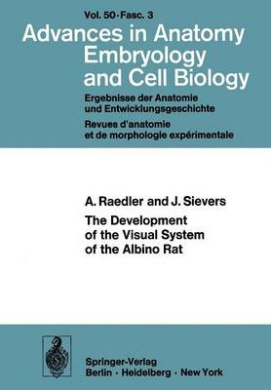 Vol. 50 · Fasc. 3
Advances in Anatomy
Embryology
and Cell Biology
Ergebnisse der Anatomie
und Entwicklungsgeschichte
Revues d'anatomie
et de morphologie expérimentale
A. Raedler and J. Sievers
The Development
of the Visual System
of the Albino Rat
Springer-Verlag
Berlin · Heidelberg · New York